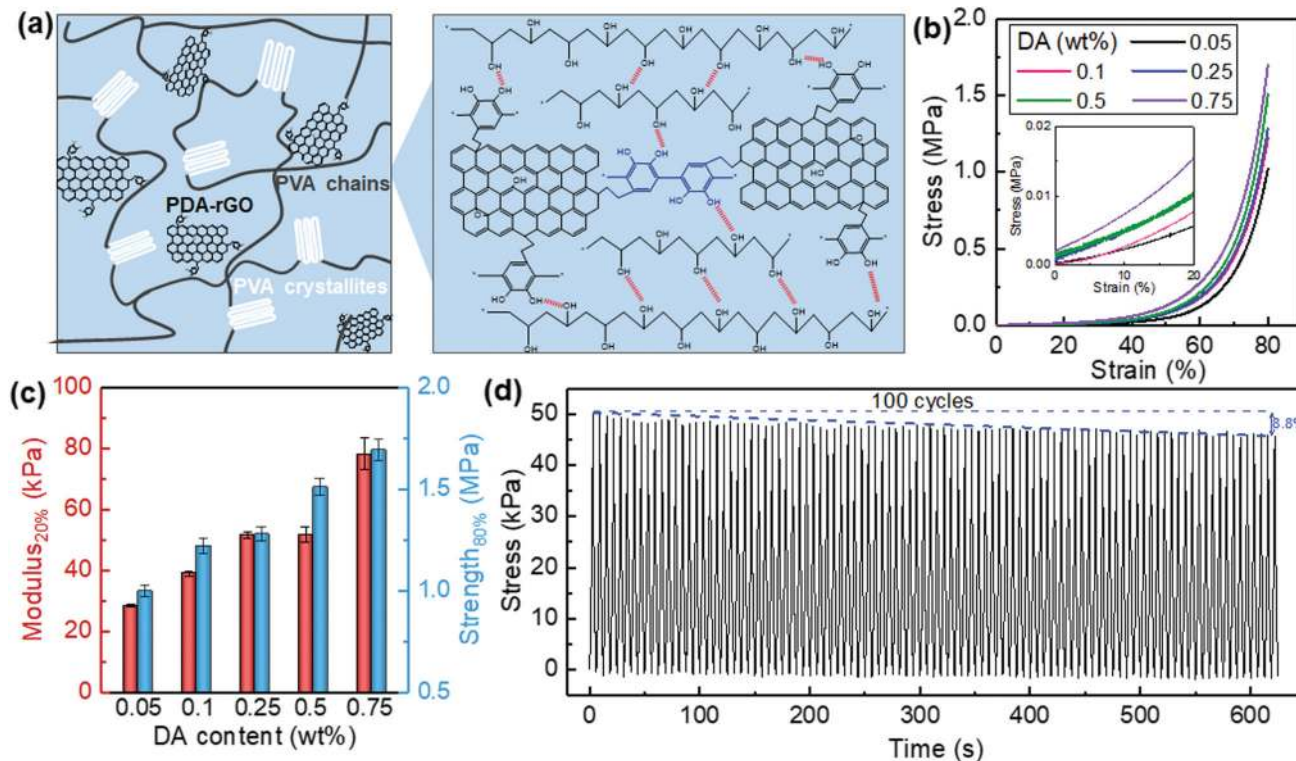 (a)
PVA chains
PDA-rGO
PVA crystallites
(b)
DA (wt%)
0.05
0.1
0.25
0.5
0.75
2.0
1.5
1.0
0.5
0.0
Stress (MPa)
0.02
0.01
0.00
Stress (MPa)
0
10
20
Strain (%)
0
20
40
60
80
Strain (%)
(c)
100
80
60
40
20
0
Modulus20% (kPa)
2.0
1.5
1.0
0.5
Strength80% (MPa)
0.05
0.1
0.25
0.5
0.75
DA content (wt%)
(d)
100 cycles
8.8%
50
40
30
20
10
0
Stress (kPa)
0
100
200
300
400
500
600
Time (s)